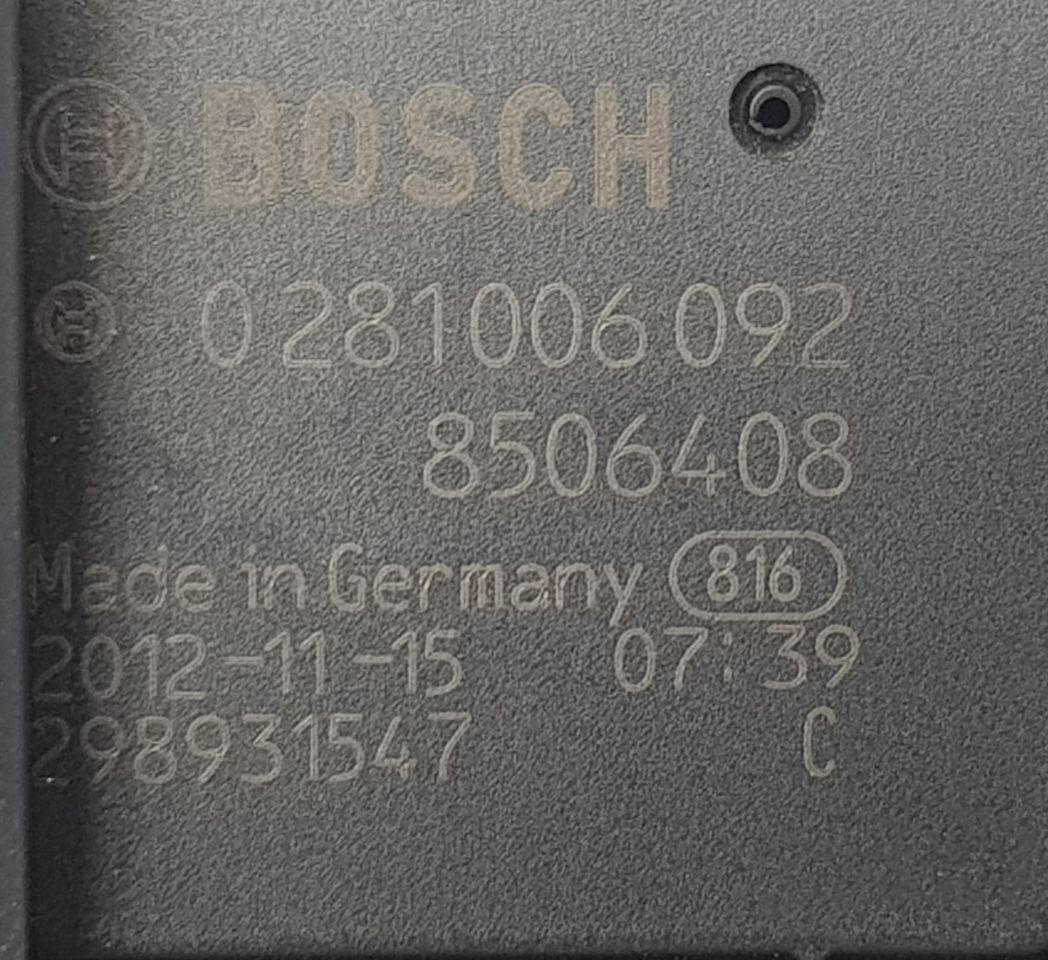 BOSCH
0 281 006 092
8506408
Made in Germany 816
2012-11-15 07:39
298931547 C